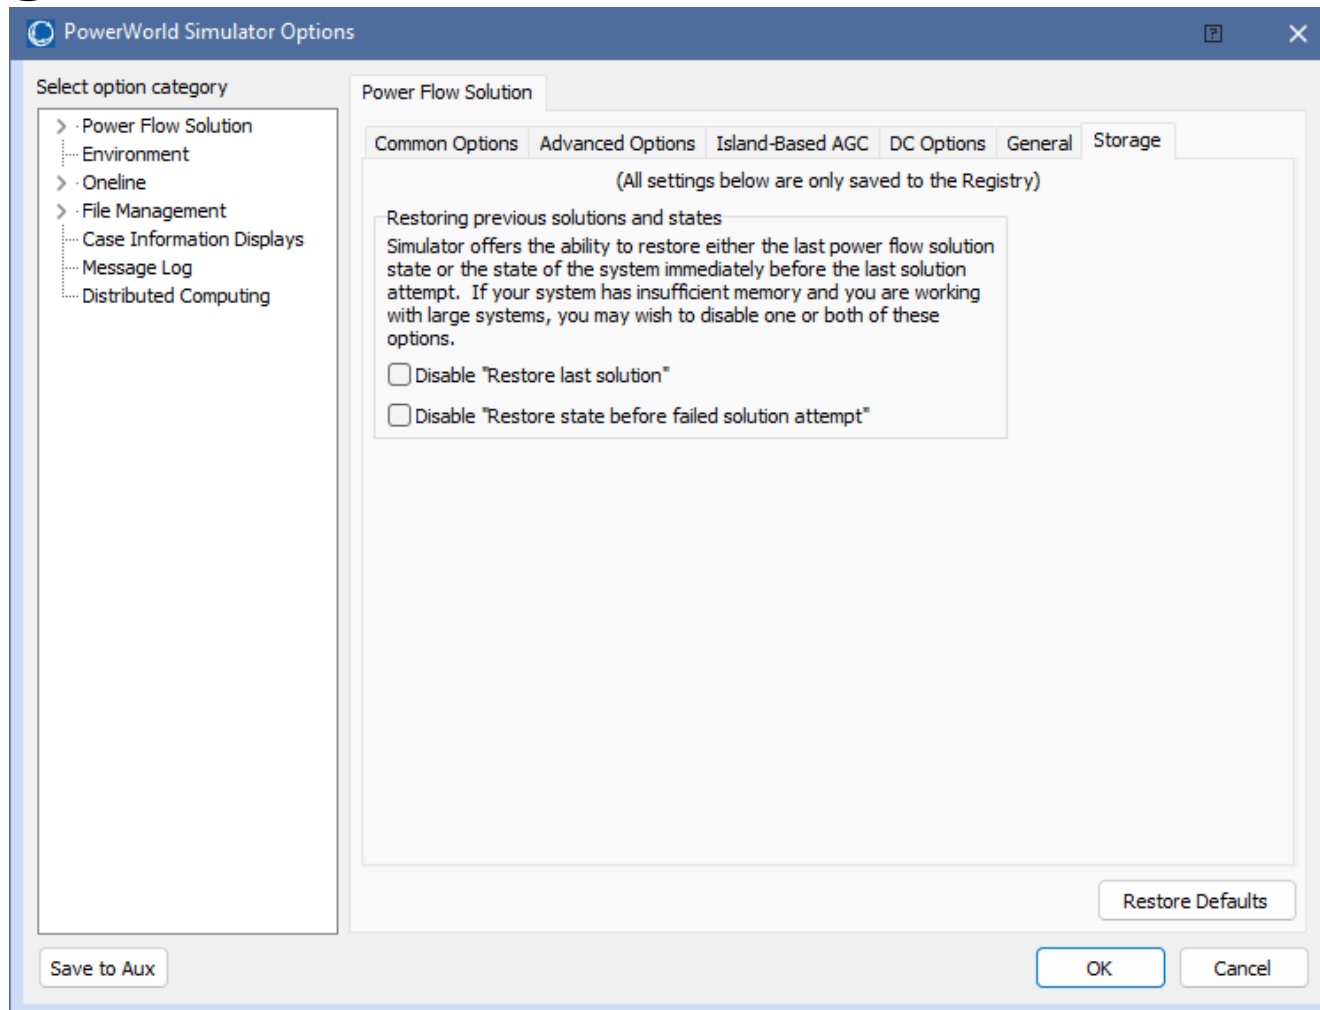 PowerWorld Simulator Options
Select option category
Power Flow Solution
Environment
Oneline
File Management
Case Information Displays
Message Log
Distributed Computing
Power Flow Solution
Common Options Advanced Options Island-Based AGC DC Options General Storage
(All settings below are only saved to the Registry)
Restoring previous solutions and states
Simulator offers the ability to restore either the last power flow solution
state or the state of the system immediately before the last solution
attempt. If your system has insufficient memory and you are working
with large systems, you may wish to disable one or both of these
options.
Disable "Restore last solution"
Disable "Restore state before failed solution attempt"
Restore Defaults
Save to Aux
OK
Cancel